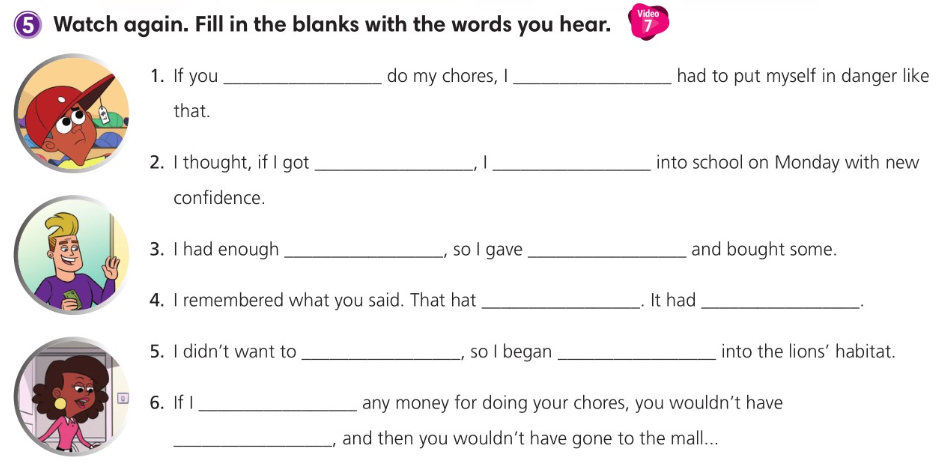 5 Watch again. Fill in the blanks with the words you hear. Video 7
1. If you ________________ do my chores, I ________________ had to put myself in danger like
that.
2. I thought, if I got ________________, I ________________ into school on Monday with new
confidence.
3. I had enough ________________, so I gave ________________ and bought some.
4. I remembered what you said. That hat ________________. It had ________________.
5. I didn't want to ________________, so I began ________________ into the lions' habitat.
6. If I ________________ any money for doing your chores, you wouldn't have
________________, and then you wouldn't have gone to the mall...